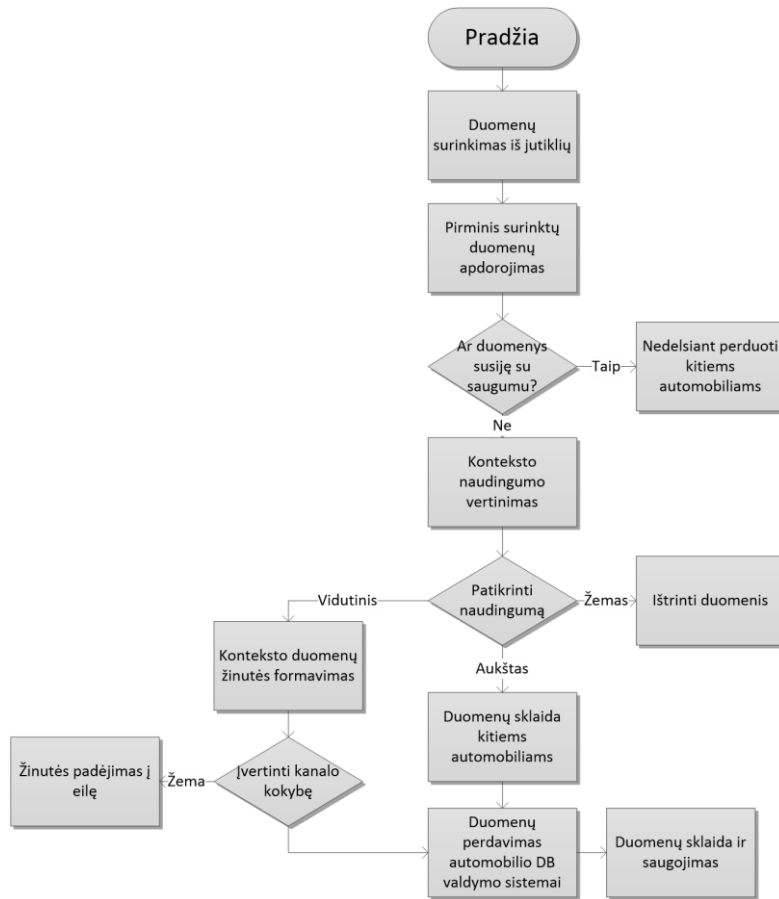 Pradžia
Duomenų
surinkimas iš jutiklių
Pirminis surinktų
duomenų
apdorojimas
Ar duomenys
susiję su
saugumu?
Taip
Nedelsiant perduoti
kitiems
automobiliams
Ne
Konteksto
naudingumo
vertinimas
Patikrinti
naudingumą
Vidutinis
Žemas
Ištrinti duomenis
Konteksto duomenų
žinutės formavimas
Aukštas
Duomenų sklaida
kitiems
automobiliams
Įvertinti kanalo
kokybę
Žema
Žinutės padėjimas į
eilę
Duomenų
perdavimas
automobilio DB
valdymo sistemai
Duomenų sklaida ir
saugojimas